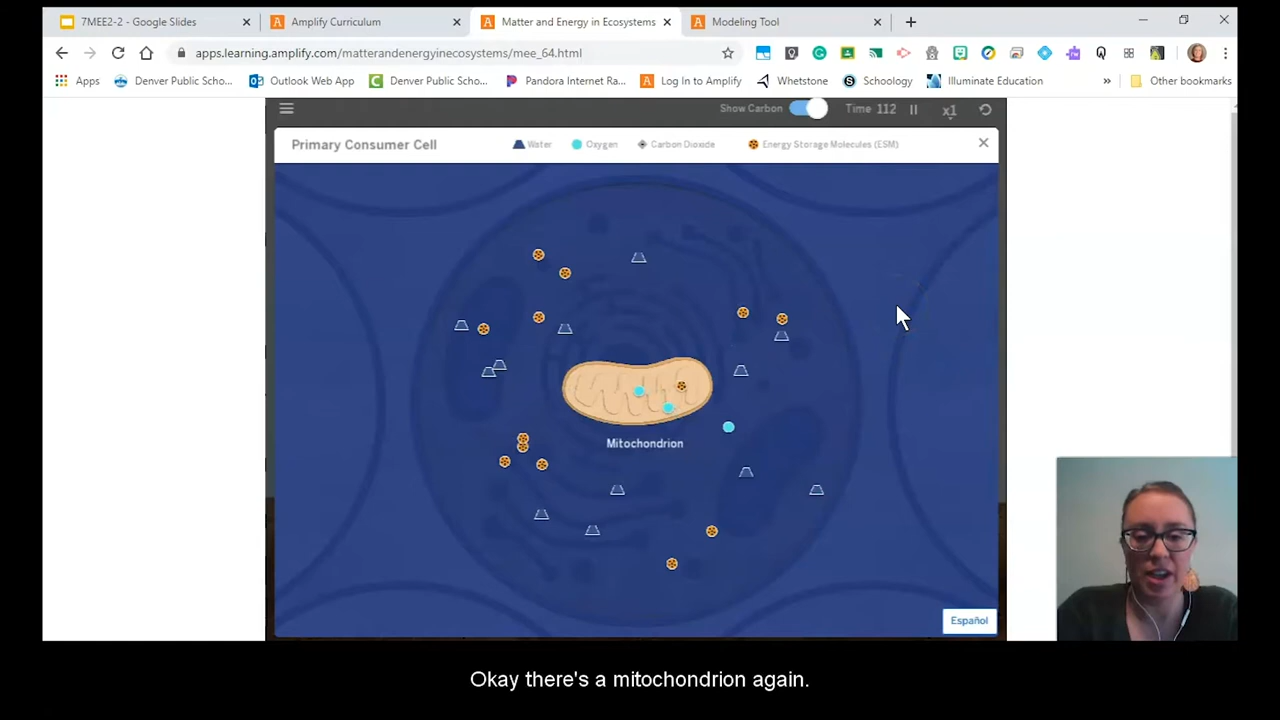 7MEE2-2 - Google Slides
Amplify Curriculum
Matter and Energy in Ecosystems
Modeling Tool
apps.learning.amplify.com/matterandenergyinecosystems/mee_64.html
Apps
Denver Public Scho...
Outlook Web App
Denver Public Scho...
Pandora Internet Ra...
Log In to Amplify
Whetstone
Schoology
Illuminate Education
»
Other bookmarks
Show Carbon
Time 112
x1
Primary Consumer Cell
Water
Oxygen
Carbon Dioxide
Energy Storage Molecules (ESM)
Mitochondrion
Español
Okay there's a mitochondrion again.